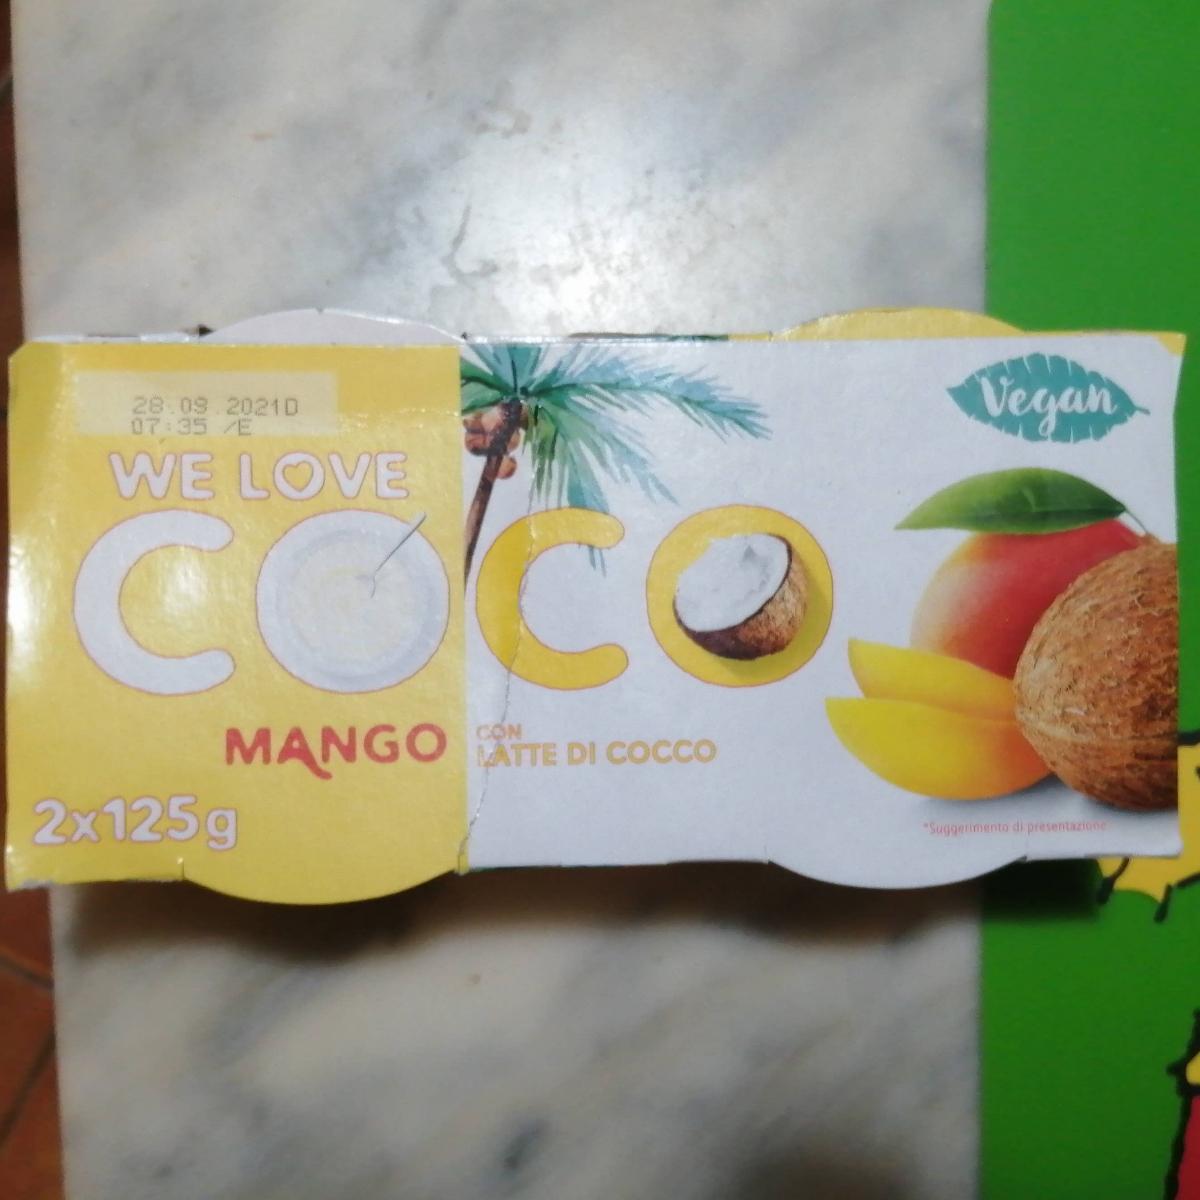 28.09.2021D
07:35 /E
WE LOVE
COCO
MANGO
CON
LATTE DI COCCO
2x125g
Vegan
*Suggerimento di presentazione